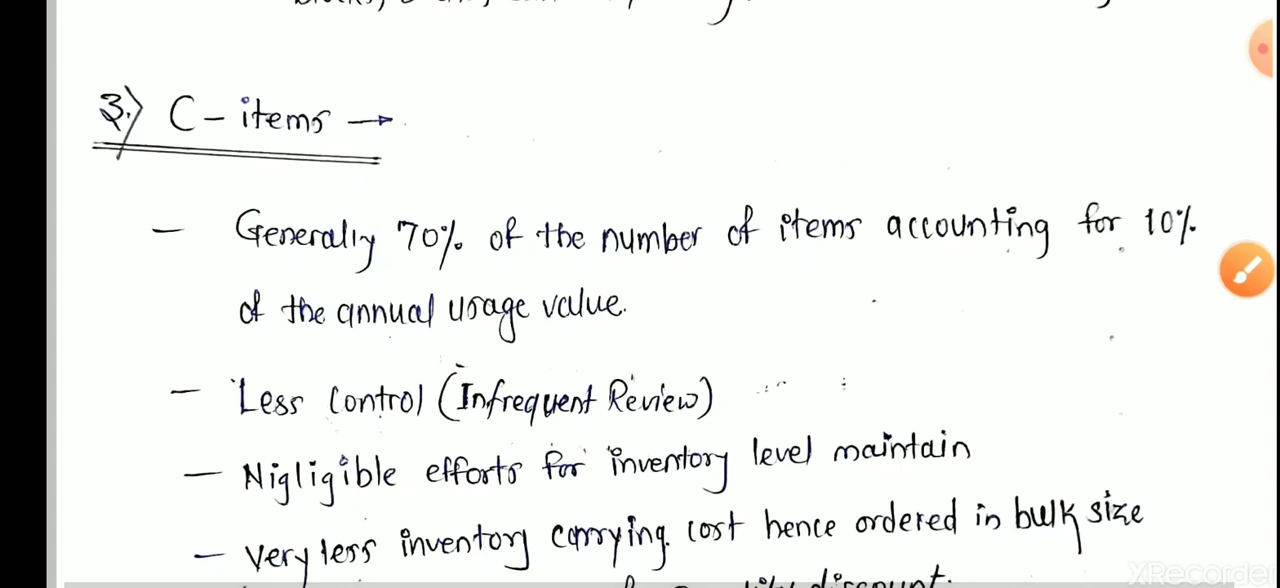 3.) C - items →
- Generally 70% of the number of items accounting for 10%
of the annual usage value.
- Less control (Infrequent Review)
- Nigligible efforts for inventory level maintain
- very less inventory carrying cost hence ordered in bulk size
discount.
XRecorder